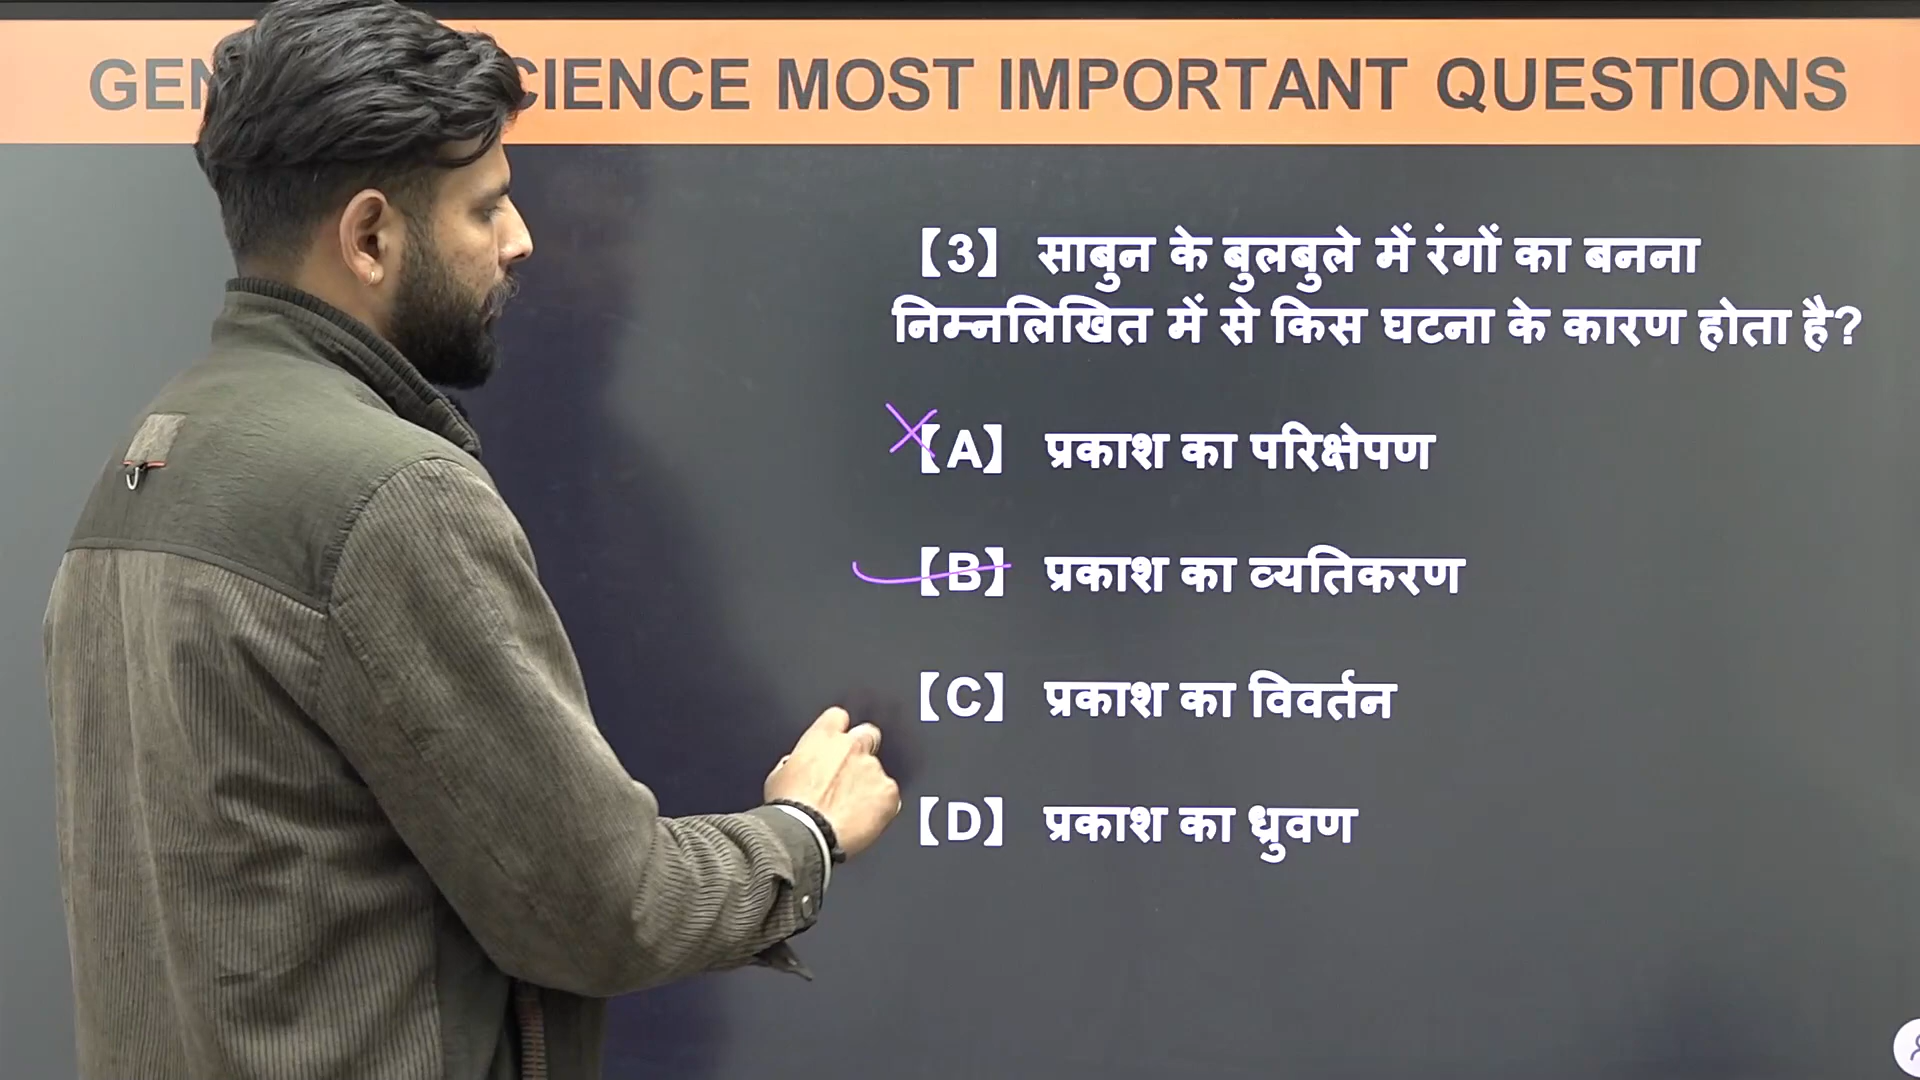 GEN CIENCE MOST IMPORTANT QUESTIONS
【3】 साबुन के बुलबुले में रंगों का बनना
निम्नलिखित में से किस घटना के कारण होता है?
【A】 प्रकाश का परिक्षेपण
【B】 प्रकाश का व्यतिकरण
【C】 प्रकाश का विवर्तन
【D】 प्रकाश का ध्रुवण